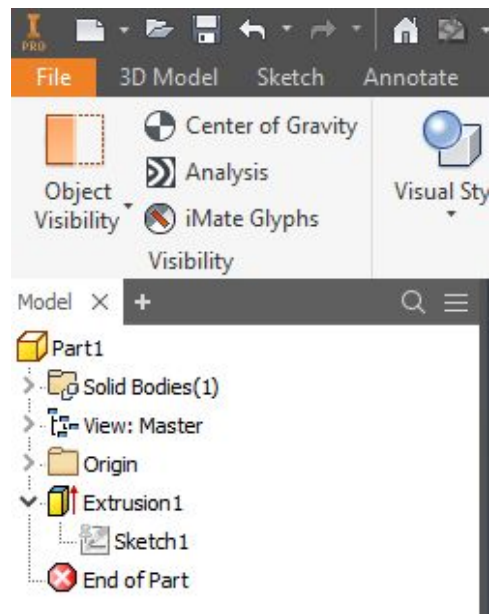 I
PRO
File 3D Model Sketch Annotate
Object Visibility
Center of Gravity
Analysis
iMate Glyphs
Visual Sty
Visibility
Model × +
Part1
Solid Bodies(1)
View: Master
Origin
Extrusion1
Sketch1
End of Part